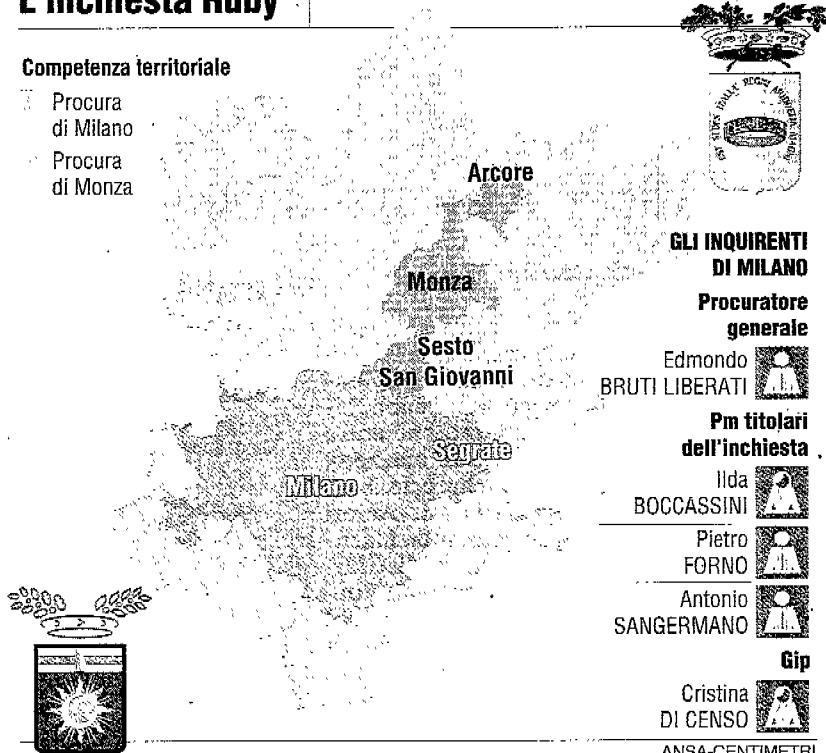 L'inchiesta Ruby
Competenza territoriale
Procura
di Milano
Procura
di Monza
Arcore
Monza
Sesto
San Giovanni
Segrate
Milano
GLI INQUIRENTI
DI MILANO
Procuratore
generale
Edmondo
BRUTI LIBERATI
Pm titolari
dell'inchiesta
Ilda
BOCCASSINI
Pietro
FORNO
Antonio
SANGERMANO
Gip
Cristina
DI CENSO
ANSA-CENTIMETRI